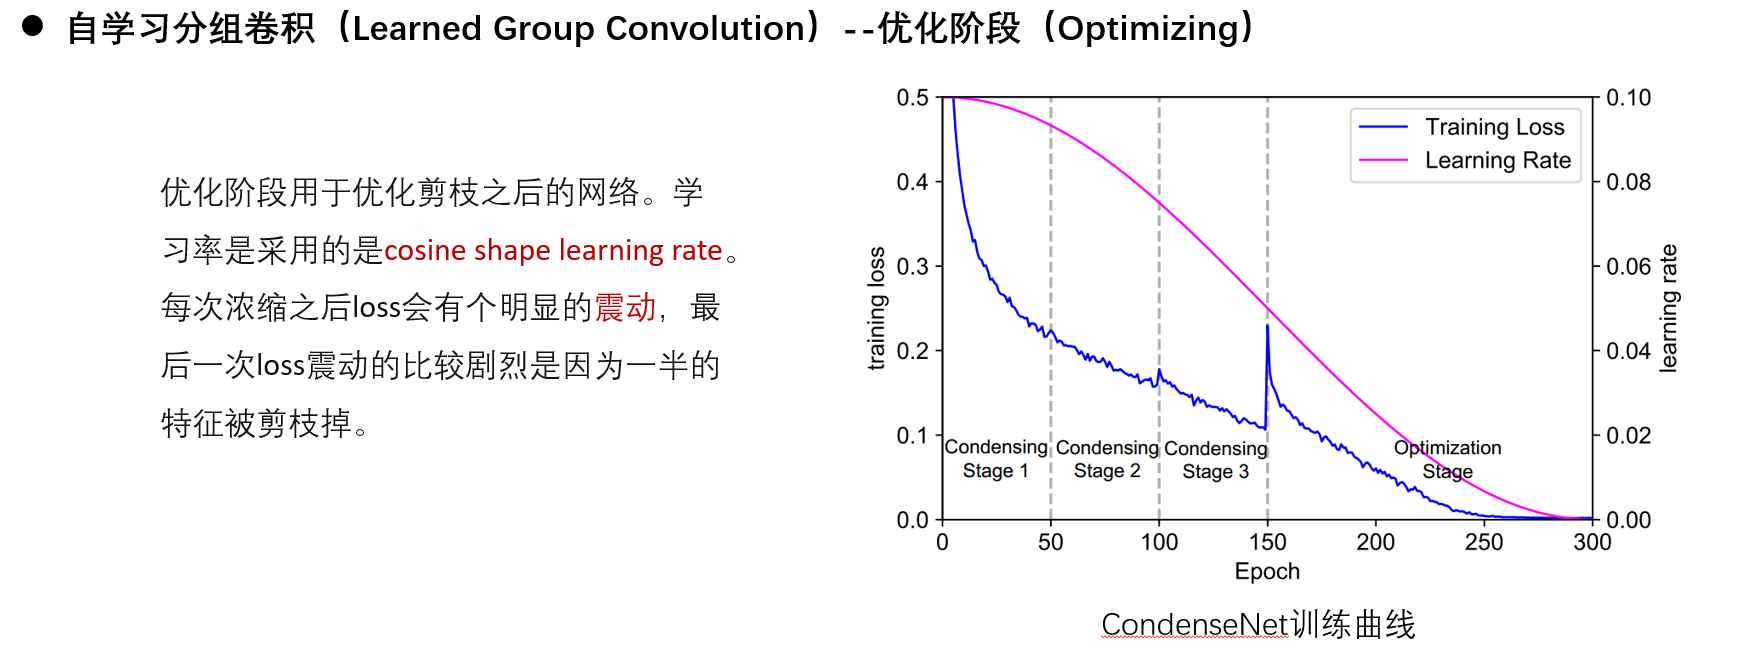 ● 自学习分组卷积（Learned Group Convolution）--优化阶段（Optimizing）
优化阶段用于优化剪枝之后的网络。学
习率是采用的是cosine shape learning rate。
每次浓缩之后loss会有个明显的震动，最
后一次loss震动的比较剧烈是因为一半的
特征被剪枝掉。
0.5
0.4
0.3
0.2
0.1
0.0
training loss
0.10
0.08
0.06
0.04
0.02
0.00
learning rate
Training Loss
Learning Rate
Condensing
Stage 1
Condensing
Stage 2
Condensing
Stage 3
Optimization
Stage
0 50 100 150 200 250 300
Epoch
CondenseNet训练曲线